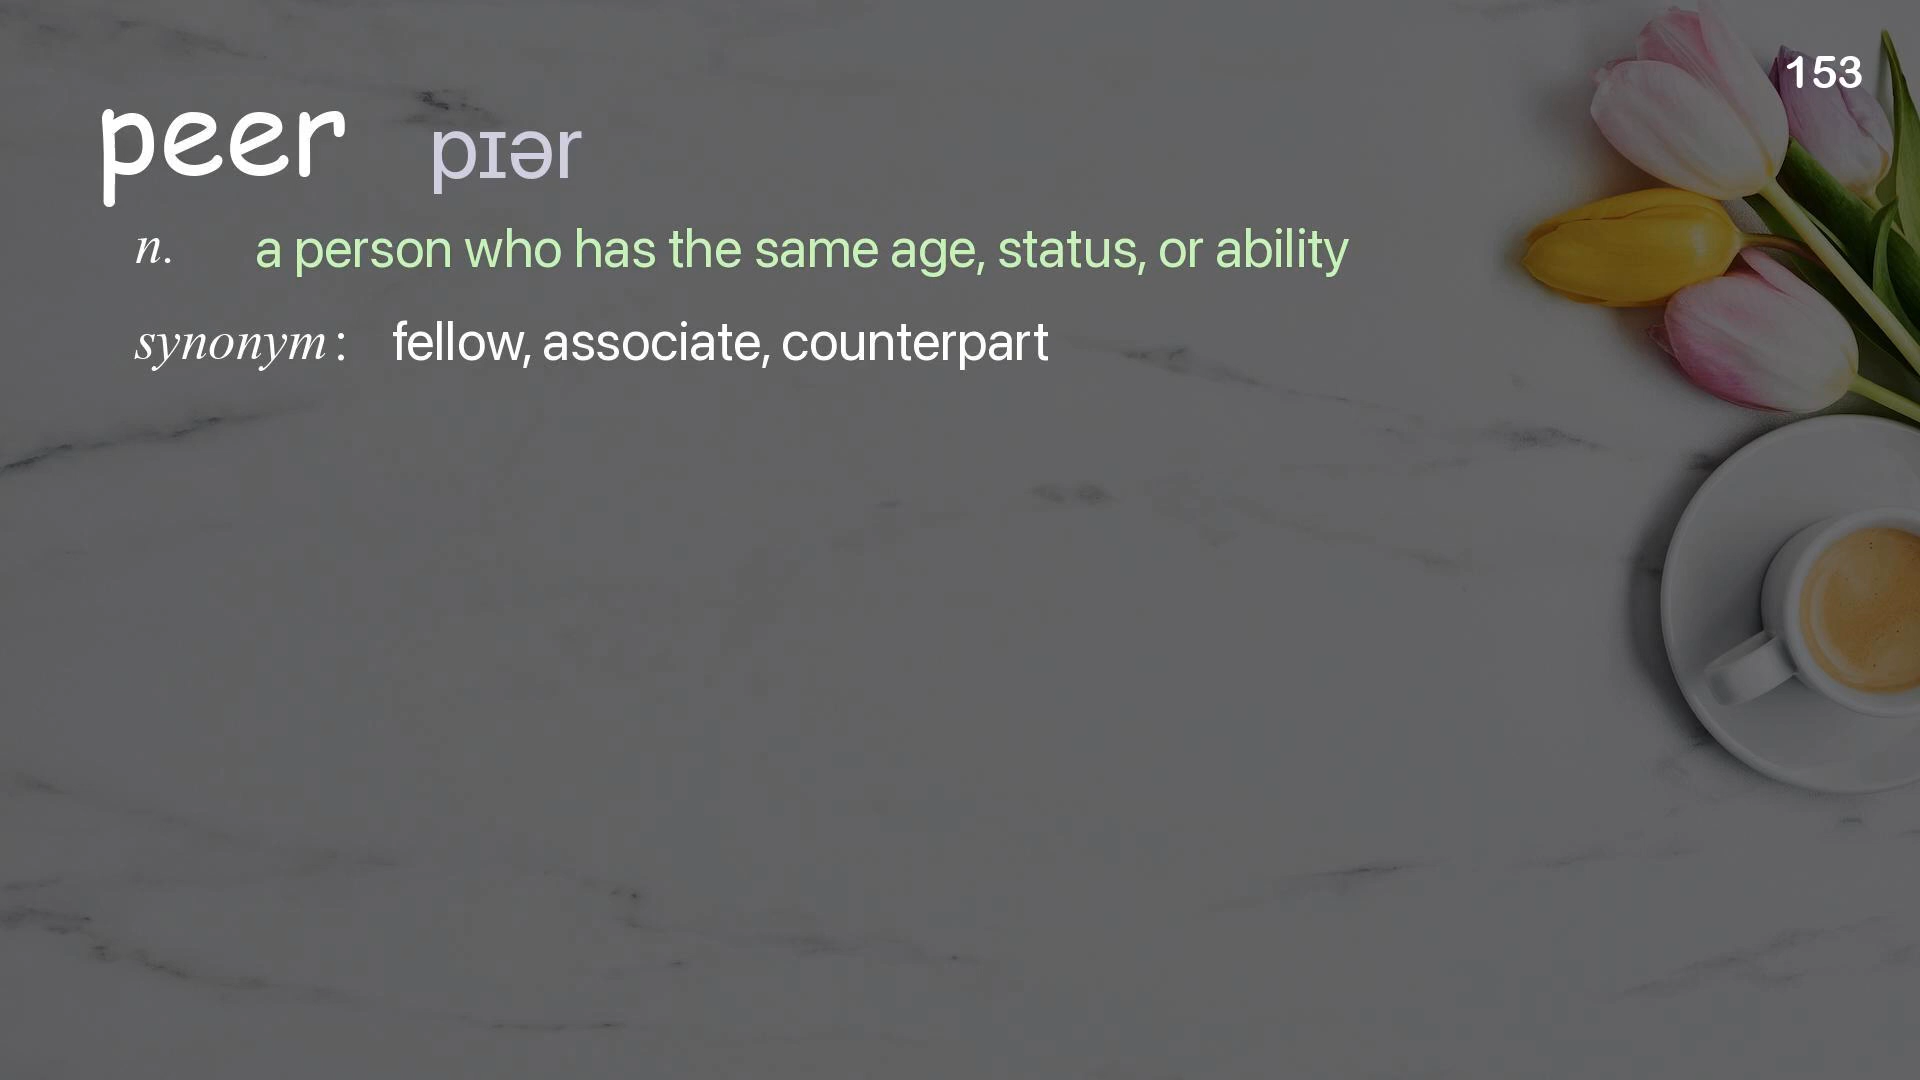 153
peer pɪər
n. a person who has the same age, status, or ability
synonym : fellow, associate, counterpart